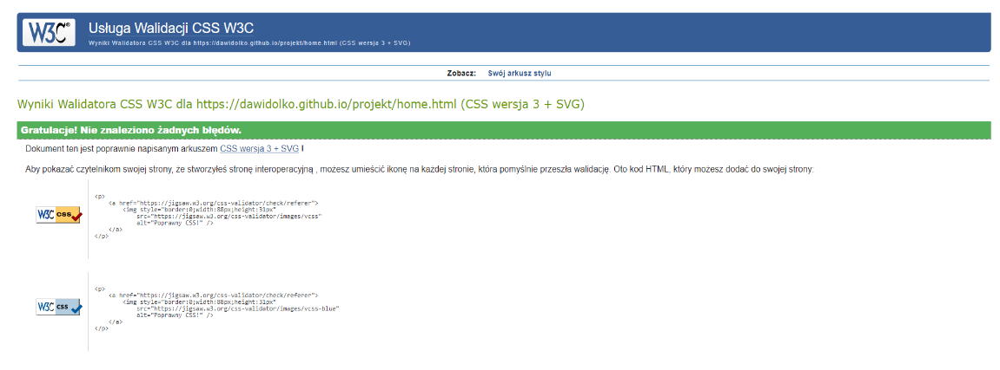 W3C®
Usługa Walidacji CSS W3C
Wyniki Walidatora CSS W3C dla https://dawidolko.github.io/projekt/home.html (CSS wersja 3 + SVG)
Zobacz: Swój arkusz stylu
Wyniki Walidatora CSS W3C dla https://dawidolko.github.io/projekt/home.html (CSS wersja 3 + SVG)
Gratulacje! Nie znaleziono żadnych błędów.
Dokument ten jest poprawnie napisanym arkuszem CSS wersja 3 + SVG !
Aby pokazać czytelnikom swojej strony, że stworzyłeś stronę interoperacyjną , możesz umieścić ikonę na każdej stronie, która pomyślnie przeszła walidację. Oto kod HTML, który możesz dodać do swojej strony:
W3C css
<p>
<a href="https://jigsaw.w3.org/css-validator/check/referer">
<img style="border:0;width:88px;height:31px"
src="https://jigsaw.w3.org/css-validator/images/vcss"
alt="Poprawny CSS!" />
</a>
</p>
W3C css
<p>
<a href="https://jigsaw.w3.org/css-validator/check/referer">
<img style="border:0;width:88px;height:31px"
src="https://jigsaw.w3.org/css-validator/images/vcss-blue"
alt="Poprawny CSS!" />
</a>
</p>